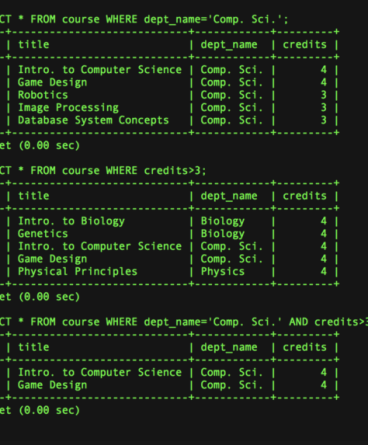 CT * FROM course WHERE dept_name='Comp. Sci.';
-+----------------------------+------------+---------+
| title | dept_name | credits |
-+----------------------------+------------+---------+
| Intro. to Computer Science | Comp. Sci. | 4 |
| Game Design | Comp. Sci. | 4 |
| Robotics | Comp. Sci. | 3 |
| Image Processing | Comp. Sci. | 3 |
| Database System Concepts | Comp. Sci. | 3 |
-+----------------------------+------------+---------+
et (0.00 sec)
CT * FROM course WHERE credits>3;
-+----------------------------+------------+---------+
| title | dept_name | credits |
-+----------------------------+------------+---------+
| Intro. to Biology | Biology | 4 |
| Genetics | Biology | 4 |
| Intro. to Computer Science | Comp. Sci. | 4 |
| Game Design | Comp. Sci. | 4 |
| Physical Principles | Physics | 4 |
-+----------------------------+------------+---------+
et (0.00 sec)
CT * FROM course WHERE dept_name='Comp. Sci.' AND credits>3
-+----------------------------+------------+---------+
| title | dept_name | credits |
-+----------------------------+------------+---------+
| Intro. to Computer Science | Comp. Sci. | 4 |
| Game Design | Comp. Sci. | 4 |
-+----------------------------+------------+---------+
et (0.00 sec)